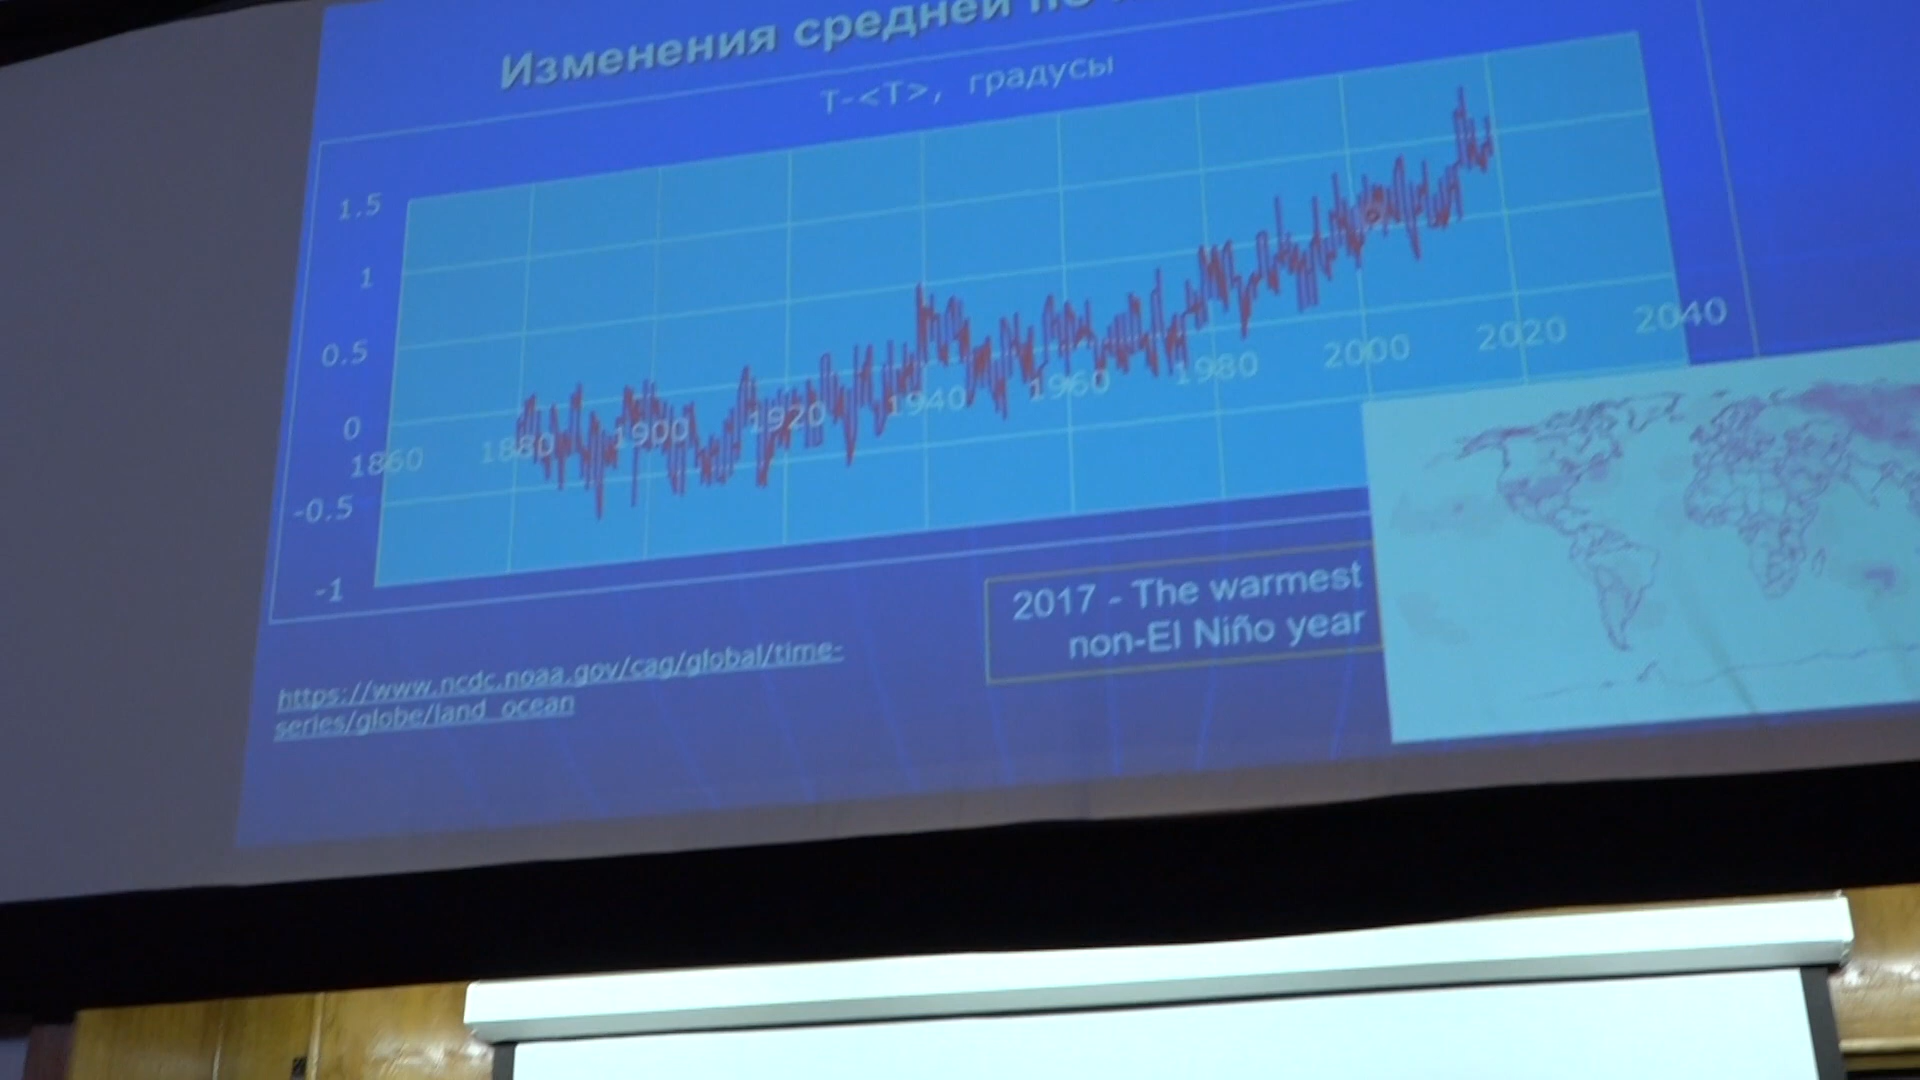 Изменения средней
T-<T>, градусы
1.5
1
0.5
0
-0.5
-1
1860 1880 1900 1920 1940 1960 1980 2000 2020 2040
2017 - The warmest
non-El Niño year
https://www.ncdc.noaa.gov/cag/global/time-
series/globe/land_ocean